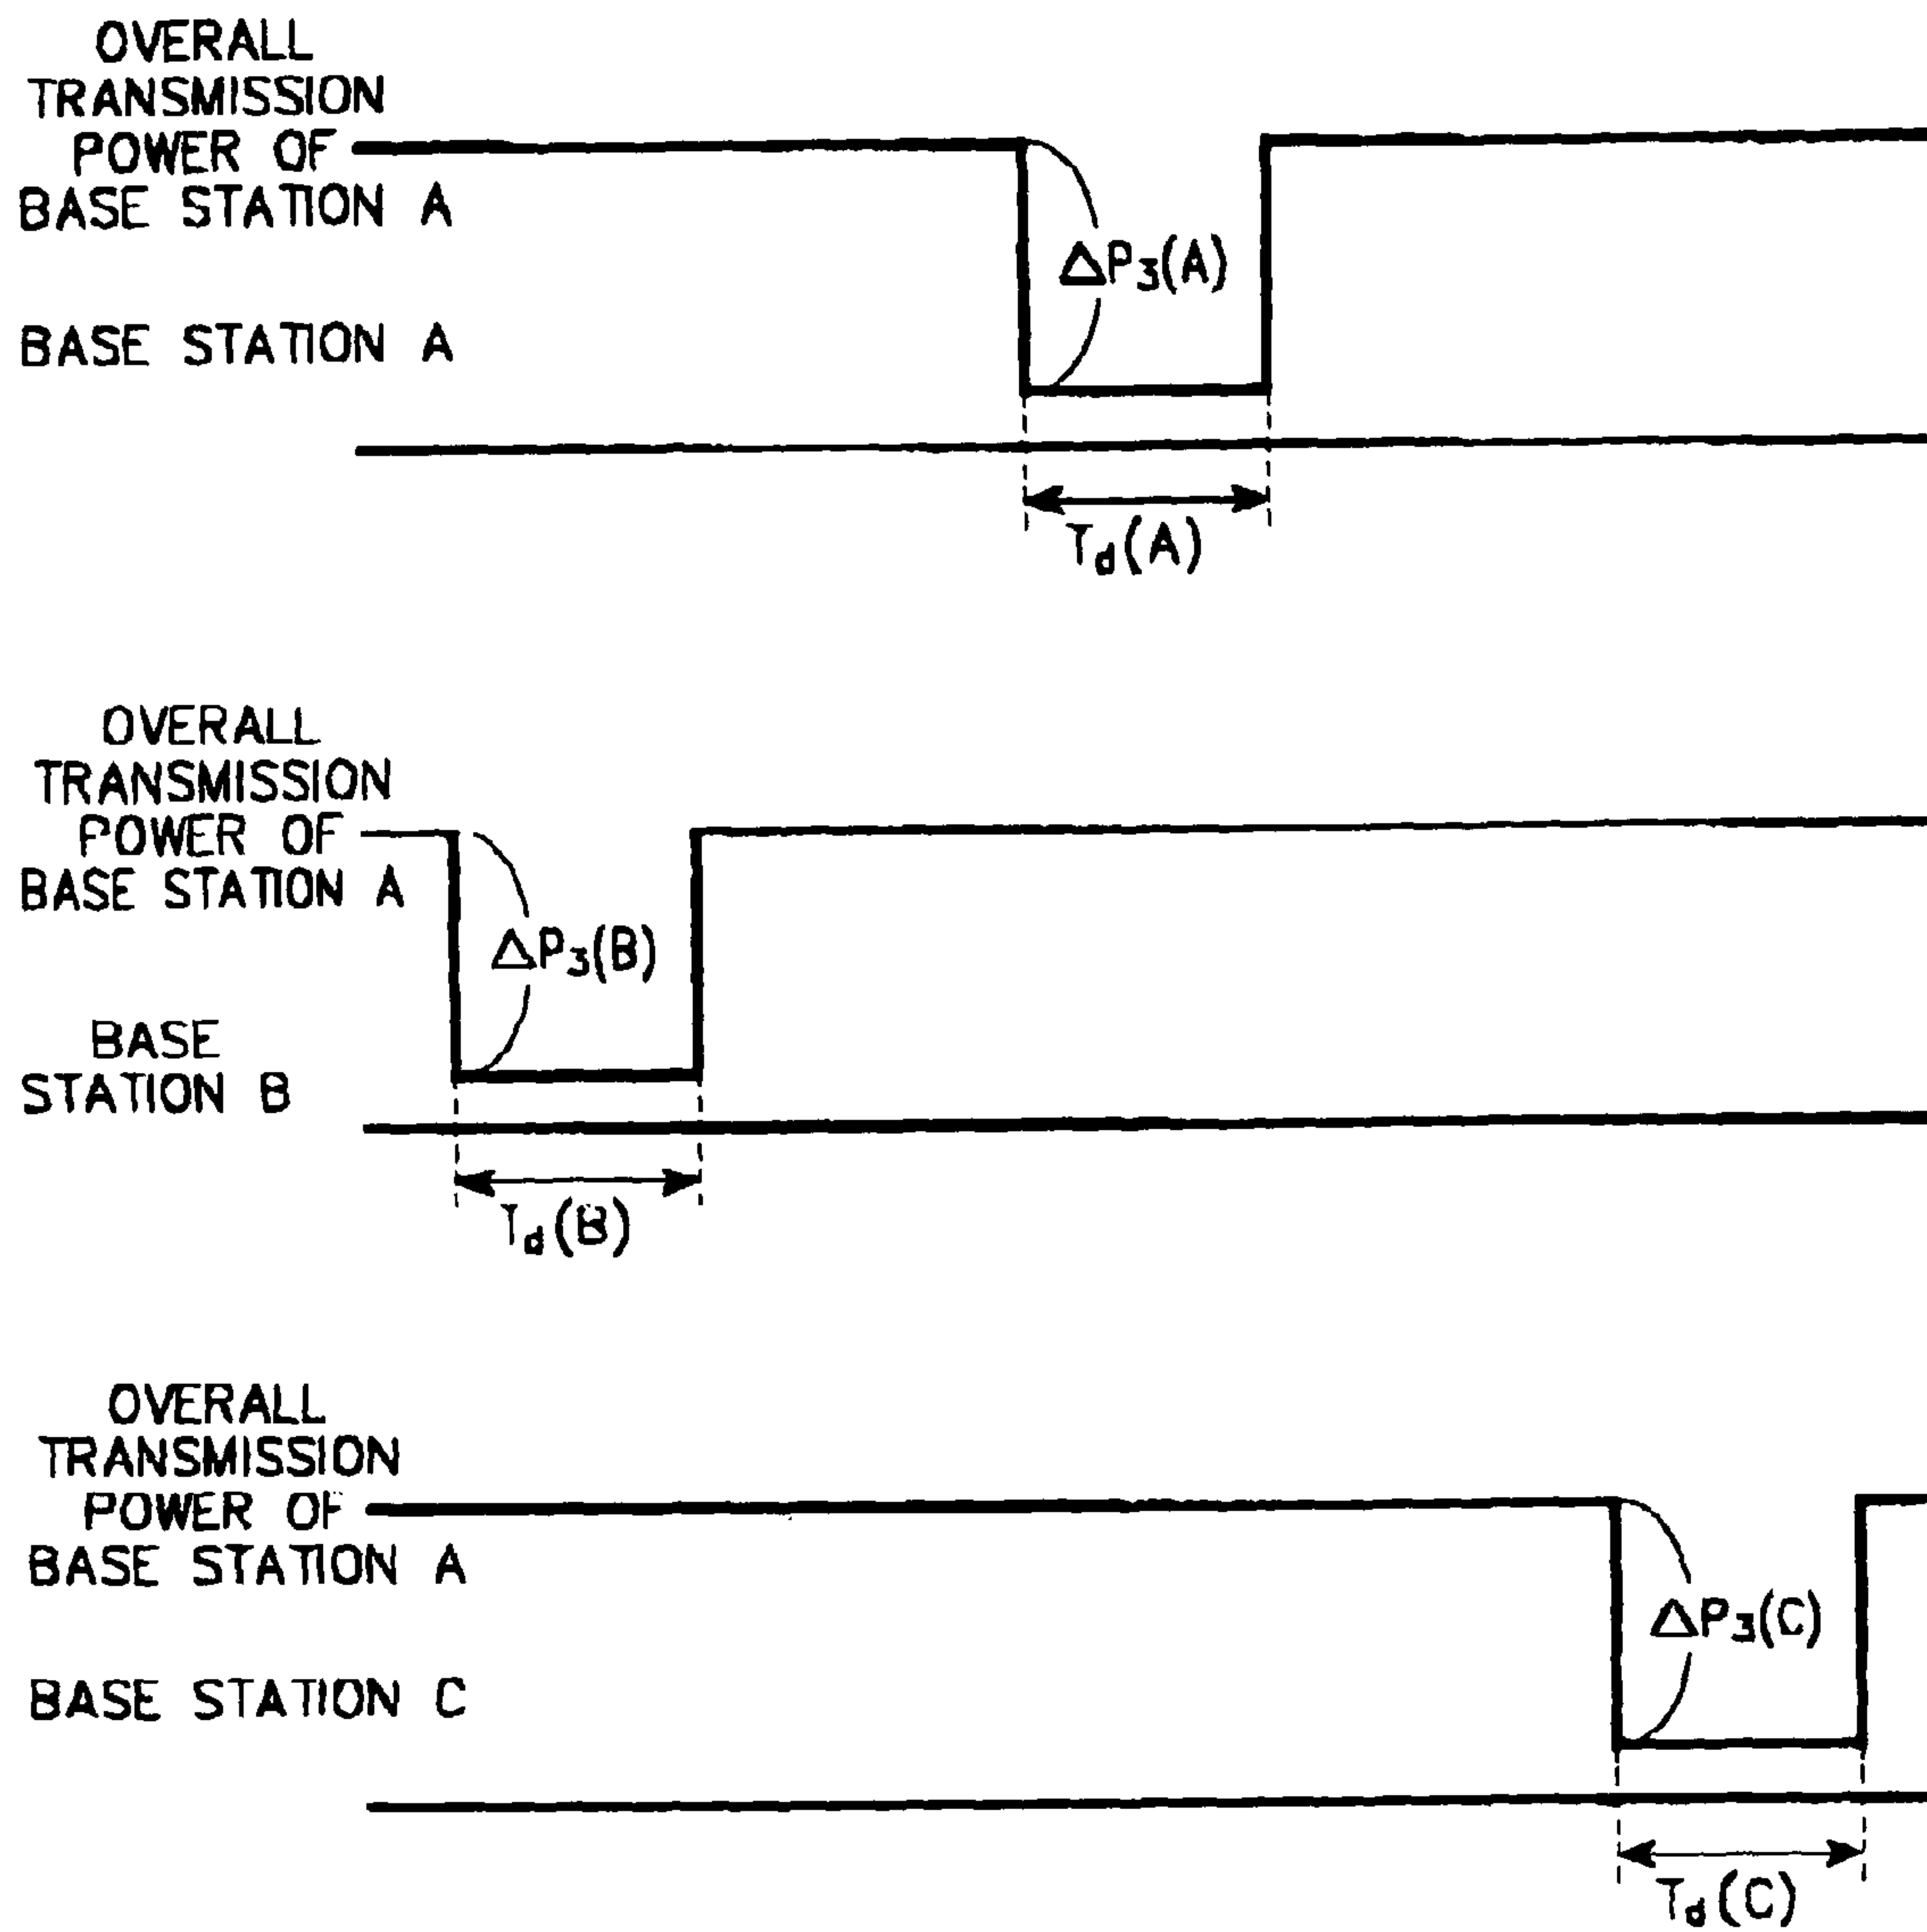 OVERALL
TRANSMISSION
POWER OF
BASE STATION A
ΔP3(A)
BASE STATION A
Td(A)
OVERALL
TRANSMISSION
POWER OF
BASE STATION A
ΔP3(B)
BASE
STATION B
Td(B)
OVERALL
TRANSMISSION
POWER OF
BASE STATION A
ΔP3(C)
BASE STATION C
Td(C)